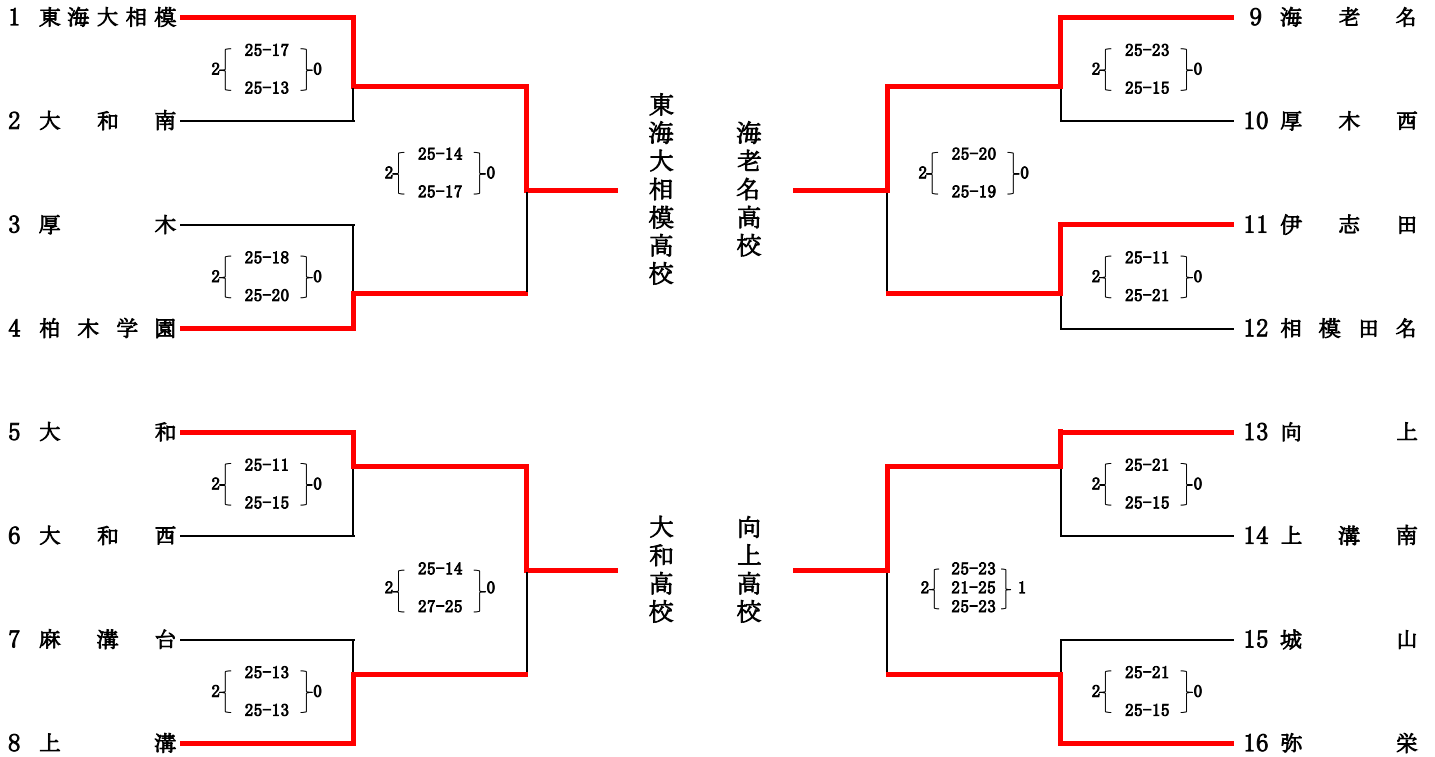 1 東海大相模
2 25-17 0
25-13
2 大和南
2 25-14 0
25-17
3 厚木
2 25-18 0
25-20
4 柏木学園
東海大相模高校
5 大和
2 25-11 0
25-15
6 大和西
2 25-14 0
27-25
7 麻溝台
2 25-13 0
25-13
8 上溝
大和高校
9 海老名
2 25-23 0
25-15
10 厚木西
2 25-20 0
25-19
11 伊志田
2 25-11 0
25-21
12 相模田名
海老名高校
13 向上
2 25-21 0
25-15
14 上溝南
25-23
2 21-25 1
25-23
15 城山
2 25-21 0
25-15
16 弥栄
向上高校